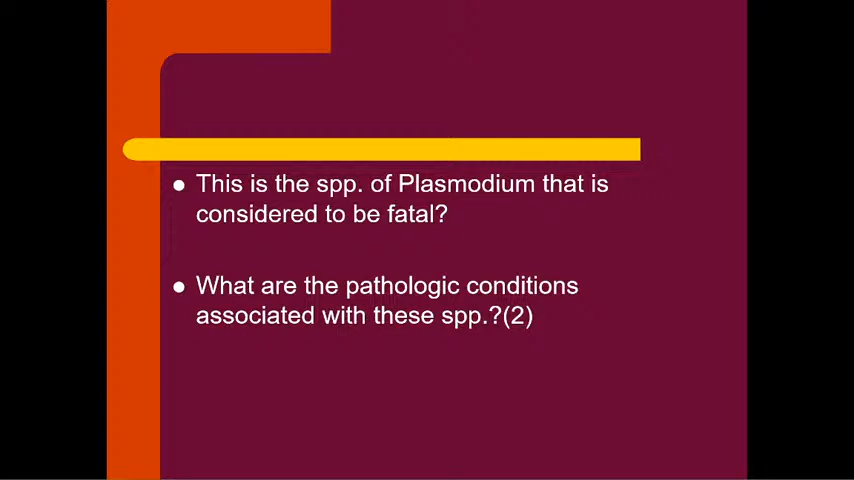 ● This is the spp. of Plasmodium that is
considered to be fatal?
● What are the pathologic conditions
associated with these spp.?(2)